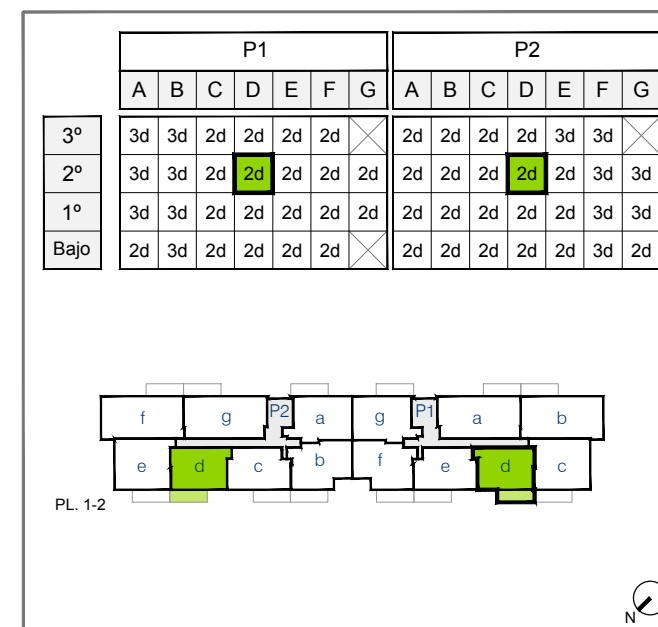 P1 P2
A B C D E F G A B C D E F G
3º 3d 3d 2d 2d 2d 2d 2d 2d 2d 2d 3d 3d
2º 3d 3d 2d 2d 2d 2d 2d 2d 2d 2d 2d 2d 3d 3d
1º 3d 3d 2d 2d 2d 2d 2d 2d 2d 2d 2d 2d 3d 3d
Bajo 2d 3d 2d 2d 2d 2d 2d 2d 2d 2d 2d 3d 2d
f g P2 a g P1 a b
e d c b f e d c
PL. 1-2
N